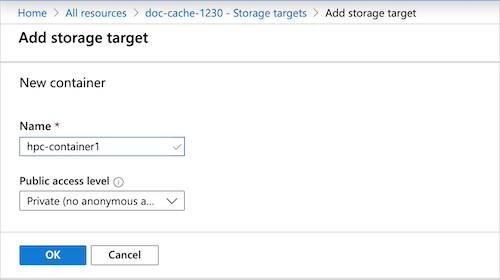 Home > All resources > doc-cache-1230 - Storage targets > Add storage target
Add storage target
New container
Name *
hpc-container1
Public access level
Private (no anonymous a...
OK Cancel